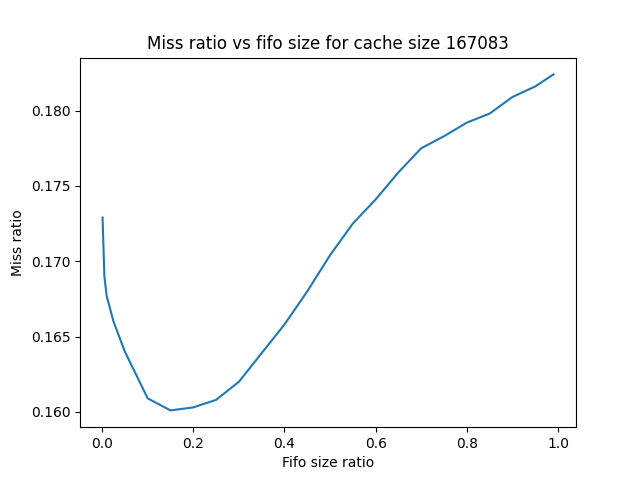 Miss ratio vs fifo size for cache size 167083
0.180
0.175
0.170
0.165
0.160
Miss ratio
0.0 0.2 0.4 0.6 0.8 1.0
Fifo size ratio